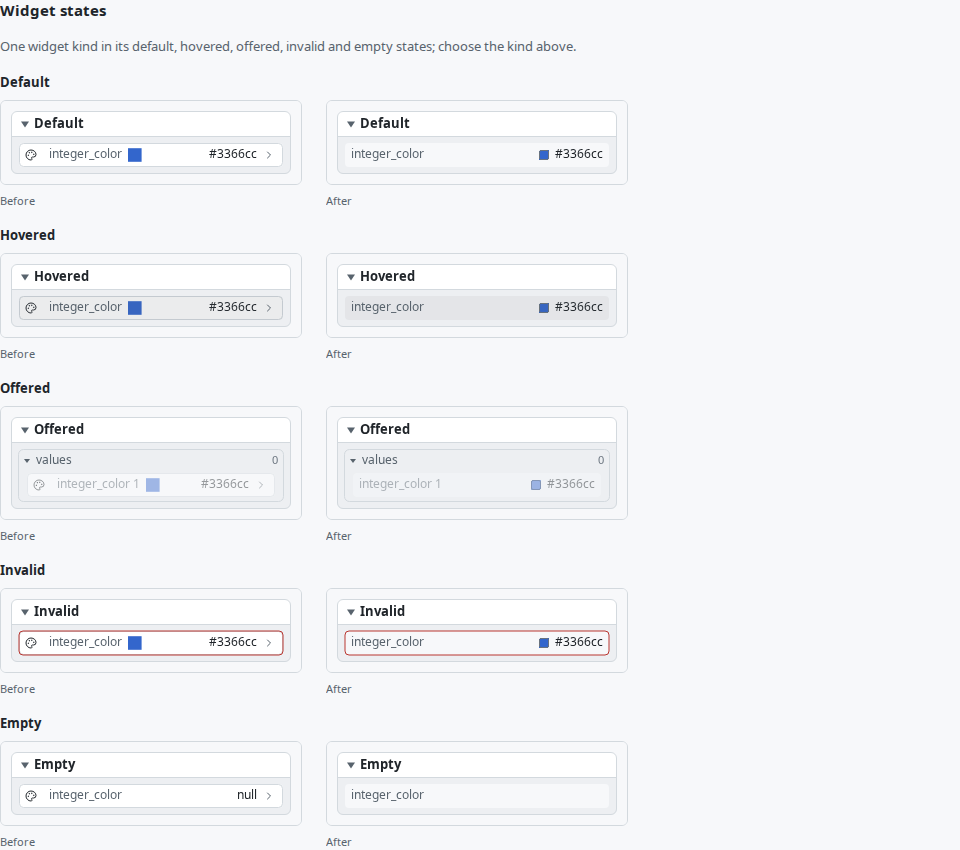 Widget states
One widget kind in its default, hovered, offered, invalid and empty states; choose the kind above.
Default
Default
integer_color #3366cc
Before
Default
integer_color #3366cc
After
Hovered
Hovered
integer_color #3366cc
Before
Hovered
integer_color #3366cc
After
Offered
Offered
values 0
integer_color 1 #3366cc
Before
Offered
values 0
integer_color 1 #3366cc
After
Invalid
Invalid
integer_color #3366cc
Before
Invalid
integer_color #3366cc
After
Empty
Empty
integer_color null
Before
Empty
integer_color
After